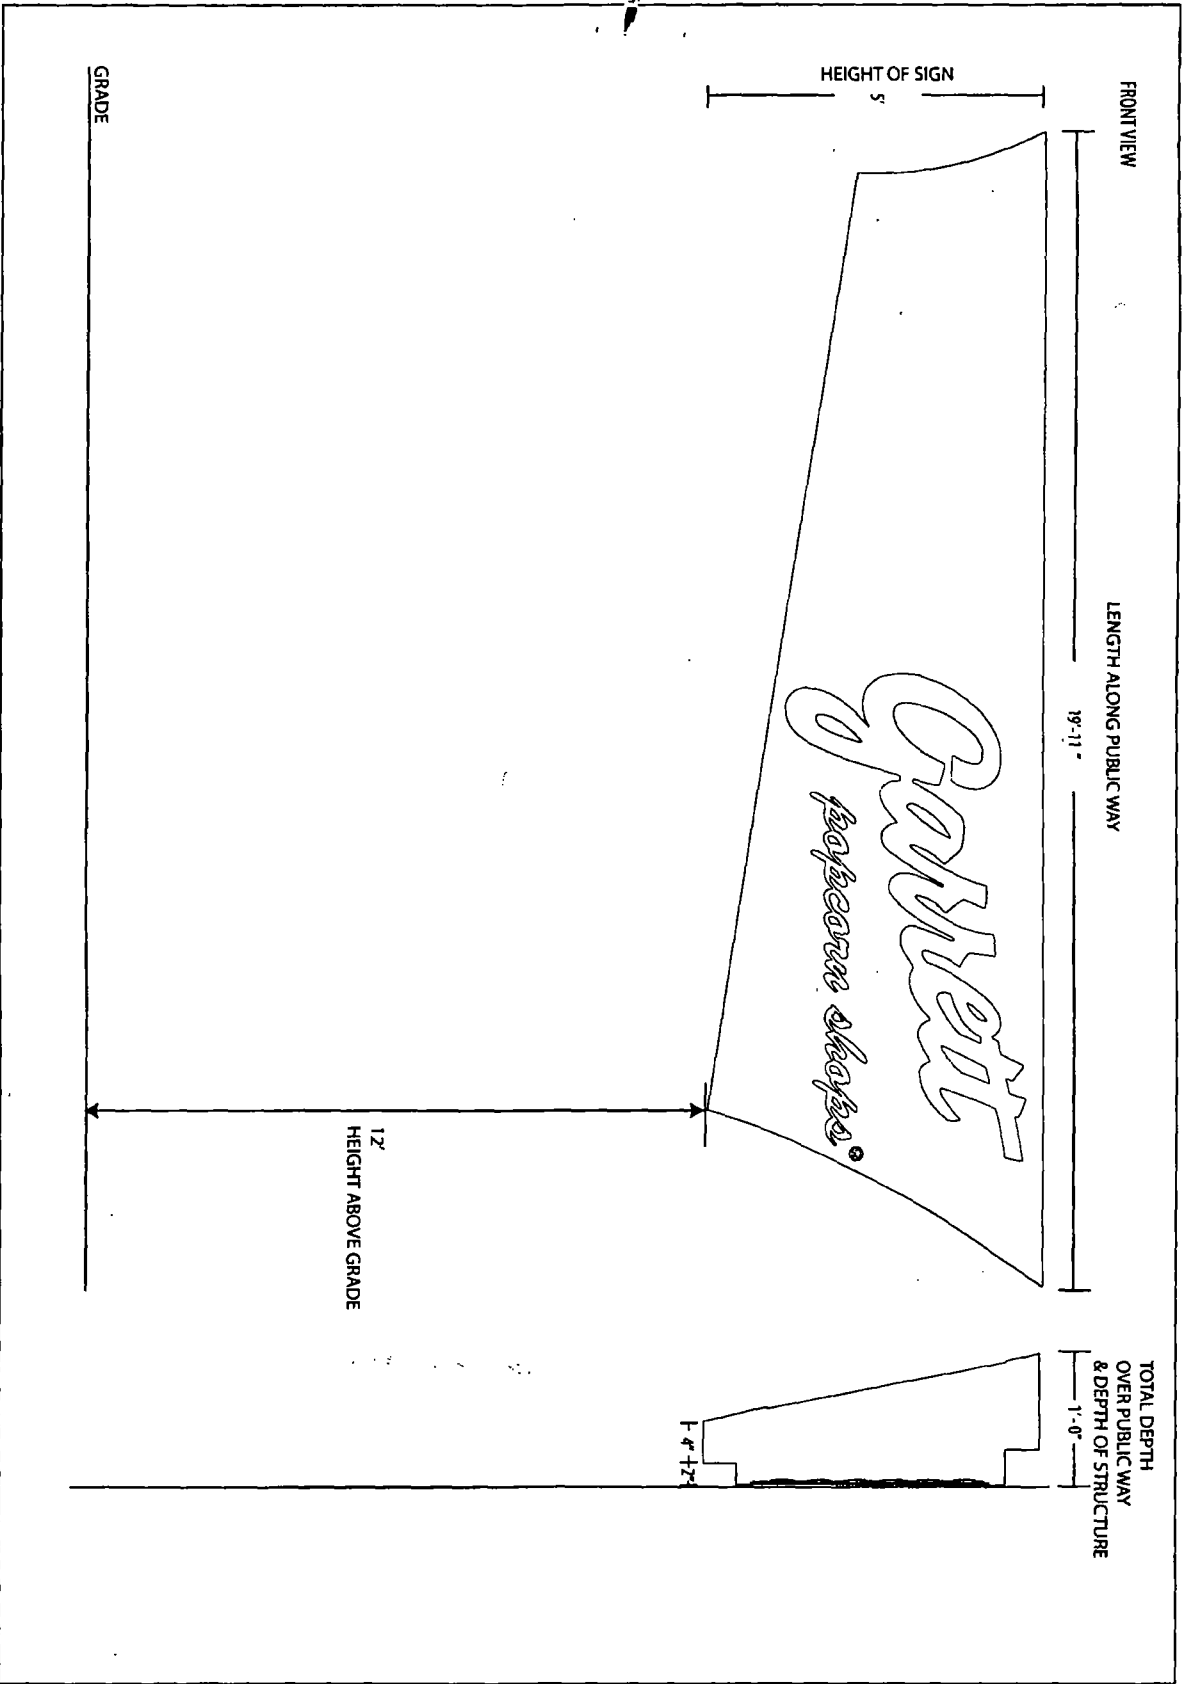 FRONT VIEW
LENGTH ALONG PUBLIC WAY
19'-11"
HEIGHT OF SIGN
5'
Garrett
popcorn shops®
12'
HEIGHT ABOVE GRADE
GRADE
TOTAL DEPTH
OVER PUBLIC WAY
& DEPTH OF STRUCTURE
1'-0"
4" 2"